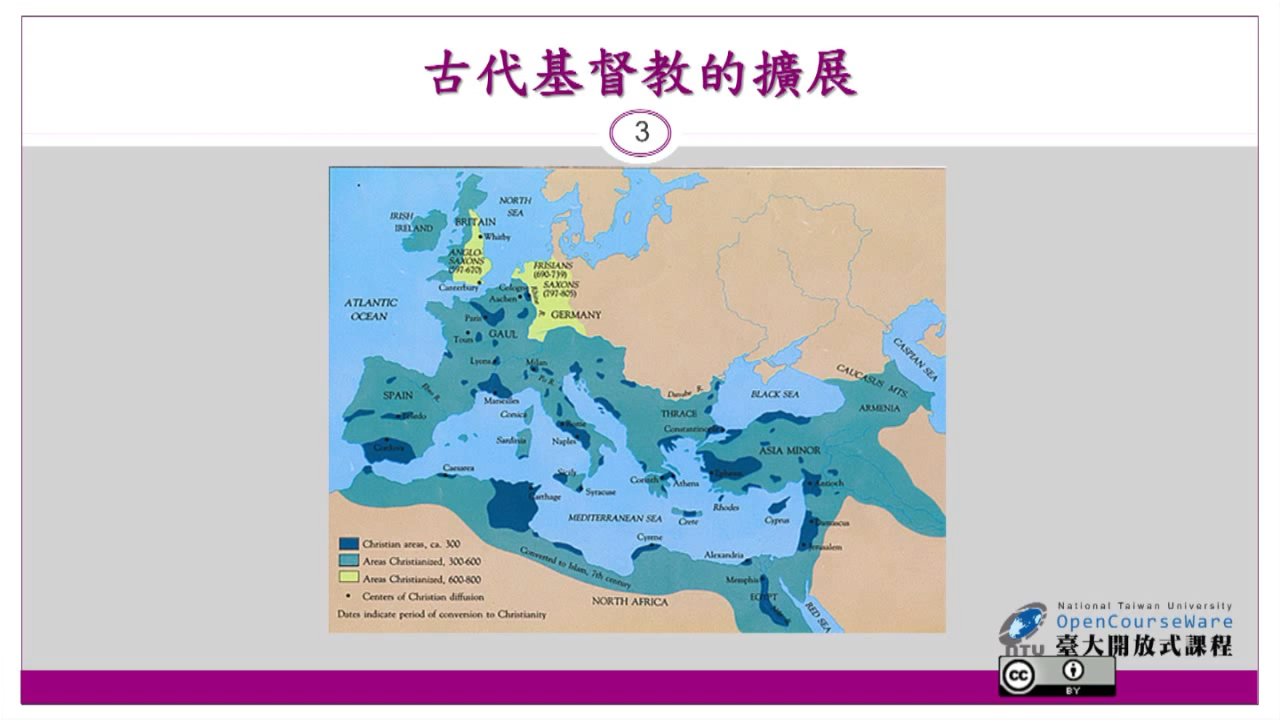 古代基督教的擴展
3
NORTH
SEA
IRISH
IRELAND
BRITAIN
Whitby
ANGLO-
SAXONS
(597-670)
FRISIANS
(690-739)
SAXONS
(797-805)
Canterbury
Cologne
Aachen
Rhine R.
GERMANY
ATLANTIC
OCEAN
Paris
Tours
GAUL
CASPIAN SEA
Lyons
Milan
Po R.
CAUCASUS MTS.
SPAIN
Ebro R.
Marseilles
Danube R.
BLACK SEA
ARMENIA
Corsica
THRACE
Toledo
Rome
Constantinople
Sardinia
Naples
Cordova
ASIA MINOR
Caesarea
Sicily
Corinth
Athens
Ephesus
Antioch
Carthage
Syracuse
Rhodes
MEDITERRANEAN SEA
Crete
Cyprus
Damascus
Cyrene
Jerusalem
Alexandria
Converted to Islam, 7th century
Memphis
EGYPT
NORTH AFRICA
RED SEA
Christian areas, ca. 300
Areas Christianized, 300-600
Areas Christianized, 600-800
Centers of Christian diffusion
Dates indicate period of conversion to Christianity
National Taiwan University
OpenCourseWare
NTU 臺大開放式課程
cc
BY